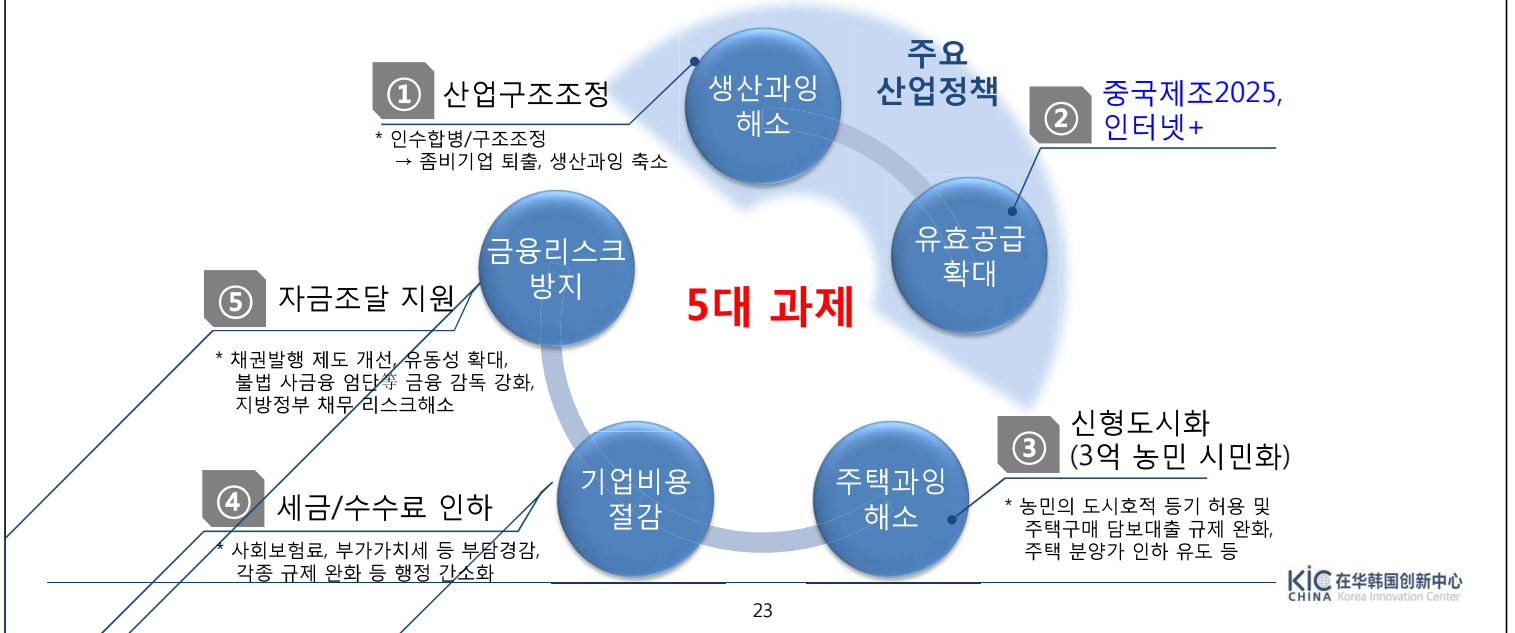 주요
산업정책
생산과잉
해소
① 산업구조조정
* 인수합병/구조조정
→ 좀비기업 퇴출, 생산과잉 축소
② 중국제조2025,
인터넷+
유효공급
확대
금융리스크
방지
5대 과제
⑤ 자금조달 지원
* 채권발행 제도 개선, 유동성 확대,
불법 사금융 엄단等 금융 감독 강화,
지방정부 채무 리스크해소
③ 신형도시화
(3억 농민 시민화)
주택과잉
해소
* 농민의 도시호적 등기 허용 및
주택구매 담보대출 규제 완화,
주택 분양가 인하 유도 등
기업비용
절감
④ 세금/수수료 인하
* 사회보험료, 부가가치세 등 부담경감,
각종 규제 완화 등 행정 간소화
KIC 在华韩国创新中心
CHINA Korea Innovation Center
23